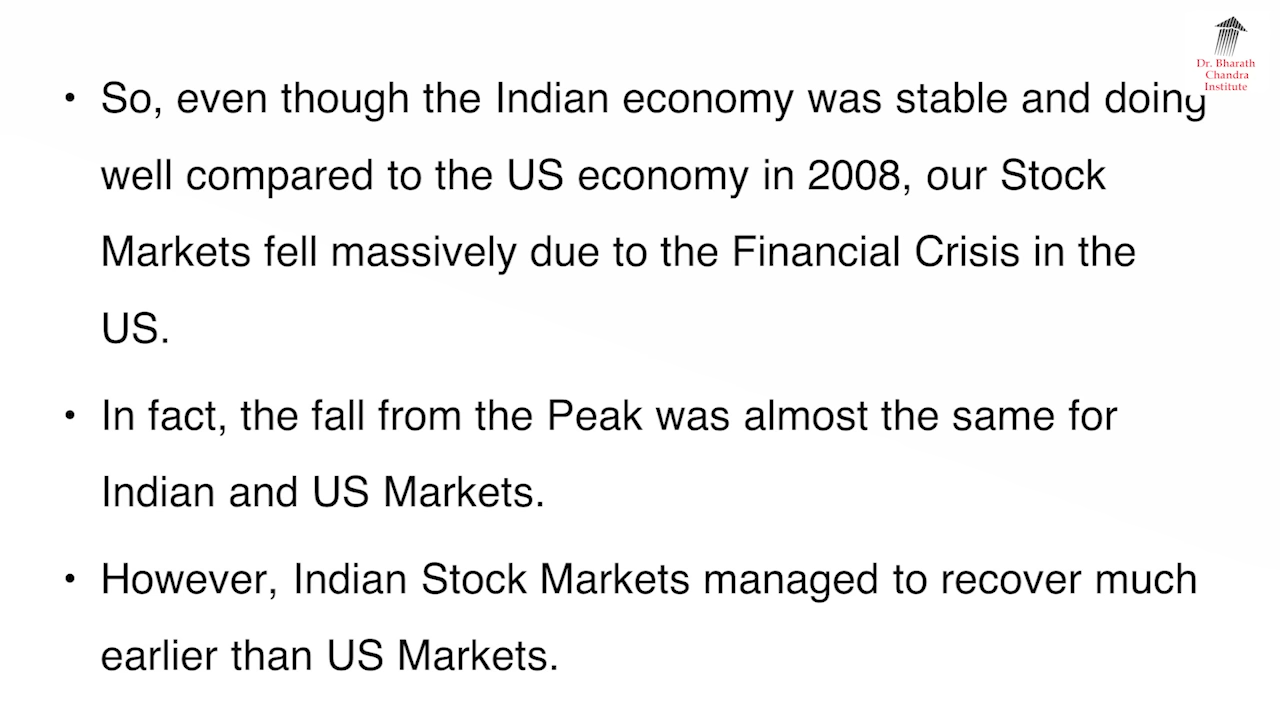 Dr. Bharath
Chandra
Institute
• So, even though the Indian economy was stable and doing
well compared to the US economy in 2008, our Stock
Markets fell massively due to the Financial Crisis in the
US.
• In fact, the fall from the Peak was almost the same for
Indian and US Markets.
• However, Indian Stock Markets managed to recover much
earlier than US Markets.